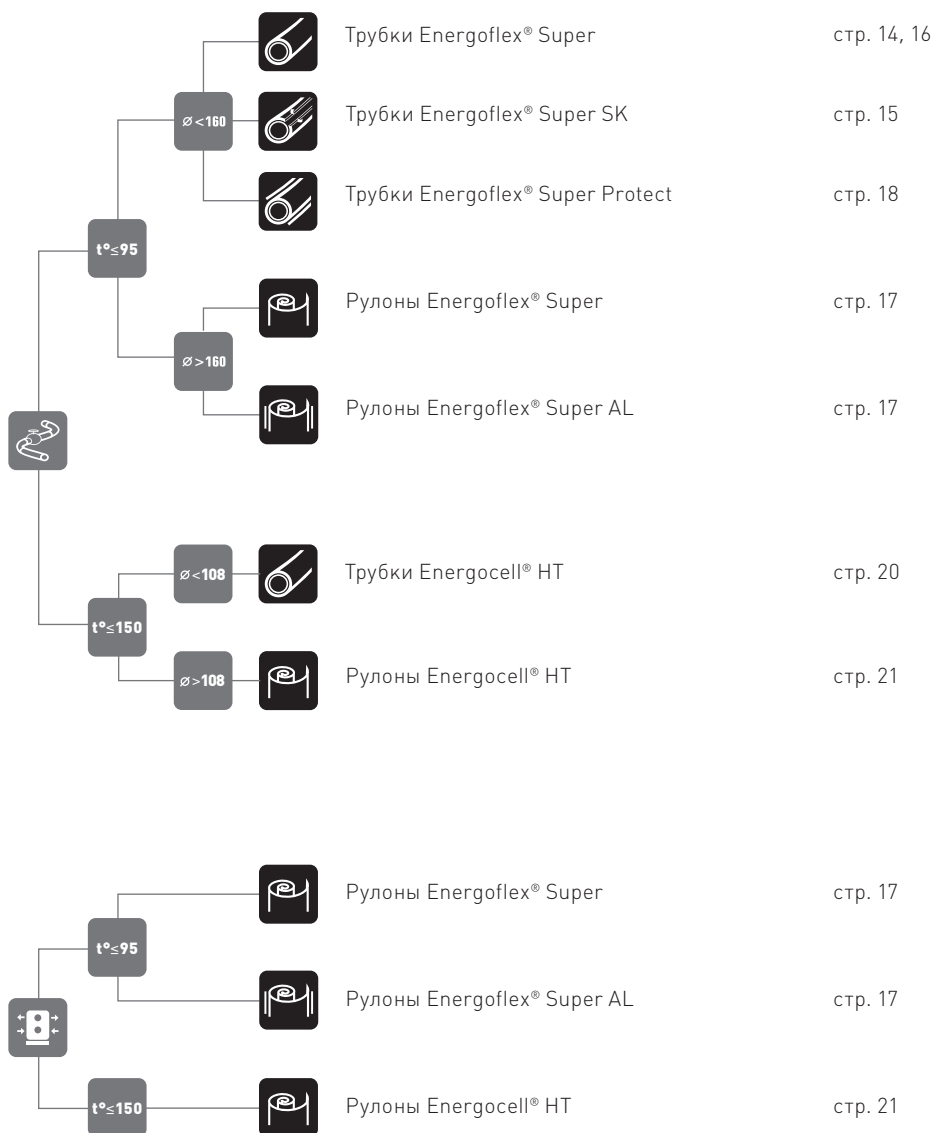 Трубки Energoflex® Super стр. 14, 16
ø<160 Трубки Energoflex® Super SK стр. 15
Трубки Energoflex® Super Protect стр. 18
t°≤95
Рулоны Energoflex® Super стр. 17
ø>160
Рулоны Energoflex® Super AL стр. 17
ø<108 Трубки Energocell® HT стр. 20
t°≤150
ø>108 Рулоны Energocell® HT стр. 21
Рулоны Energoflex® Super стр. 17
t°≤95
Рулоны Energoflex® Super AL стр. 17
t°≤150 Рулоны Energocell® HT стр. 21